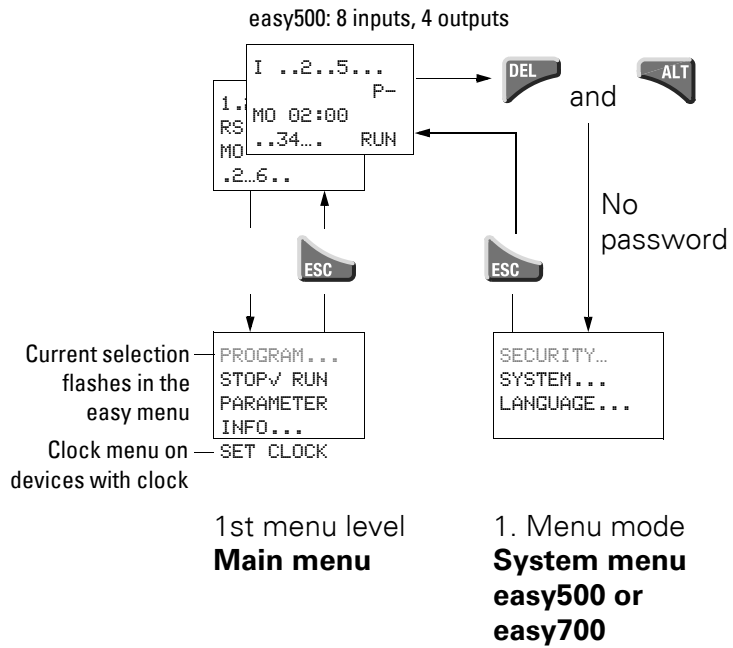 easy500: 8 inputs, 4 outputs
I ..2..5...
P-
MO 02:00
..34.... RUN
1.
RS
MO
.2…6..
DEL
and
ALT
No
password
ESC
ESC
Current selection
flashes in the
easy menu
Clock menu on
devices with clock
PROGRAM...
STOP√ RUN
PARAMETER
INFO...
SET CLOCK
SECURITY…
SYSTEM...
LANGUAGE...
1st menu level
Main menu
1. Menu mode
System menu
easy500 or
easy700